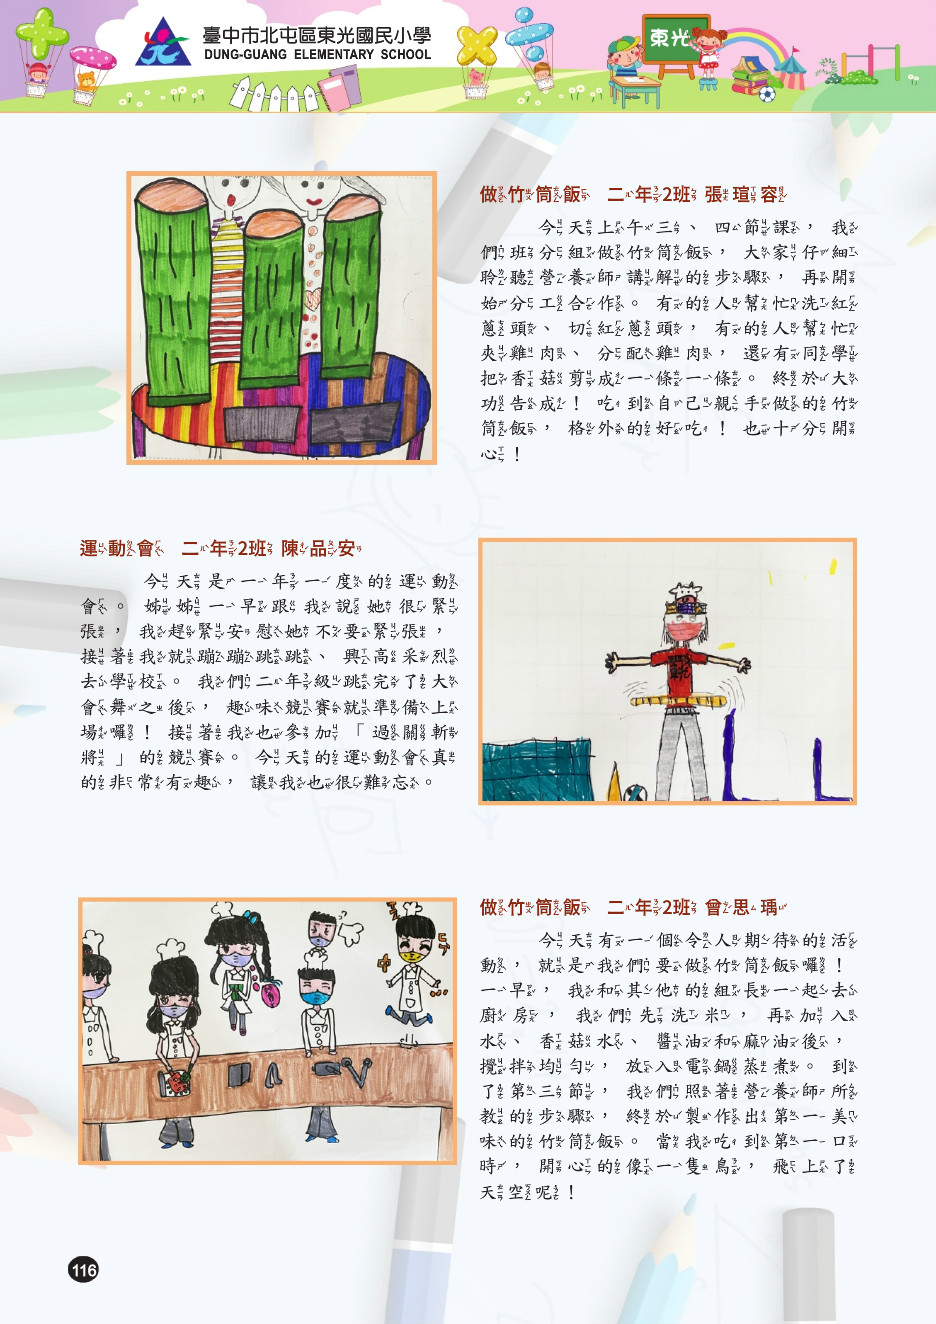 臺中市北屯區東光國民小學
DUNG-GUANG ELEMENTARY SCHOOL
東光
做竹筒飯 二年2班 張瑄容
今天上午三、四節課，我
們班分組做竹筒飯，大家仔細
聆聽營養師講解的步驟，再開
始分工合作。有的人幫忙洗紅
蔥頭、切紅蔥頭，有的人幫忙
夾雞肉、分配雞肉，還有同學
把香菇剪成一條一條。終於大
功告成！吃到自己親手做的竹
筒飯，格外的好吃！也十分開
心！
運動會 二年2班 陳品安
今天是一年一度的運動
會。姊姊一早跟我說她很緊
張，我趕緊安慰她不要緊張，
接著我就蹦蹦跳跳、興高采烈
去學校。我們二年級跳完了大
會舞之後，趣味競賽就準備上
場囉！接著我也參加「過關斬
將」的競賽。今天的運動會真
的非常有趣，讓我也很難忘。
做竹筒飯 二年2班 曾思瑀
今天有一個令人期待的活
動，就是我們要做竹筒飯囉！
一早，我和其他的組長一起去
廚房，我們先洗米，再加入
水、香菇水、醬油和麻油後，
攪拌均勻，放入電鍋蒸煮。到
了第三節，我們照著營養師所
教的步驟，終於製作出第一美
味的竹筒飯。當我吃到第一口
時，開心的像一隻鳥，飛上了
天空呢！
116